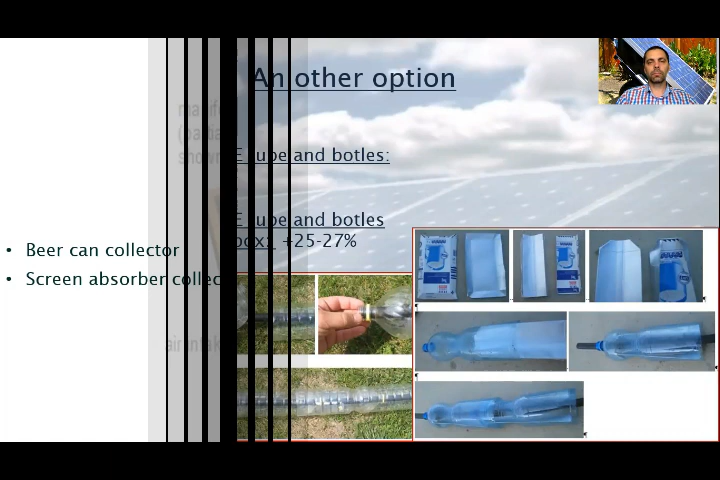 An other option
E tube and botles:
E tube and botles
box: +25-27%
• Beer can collector
• Screen absorber collec